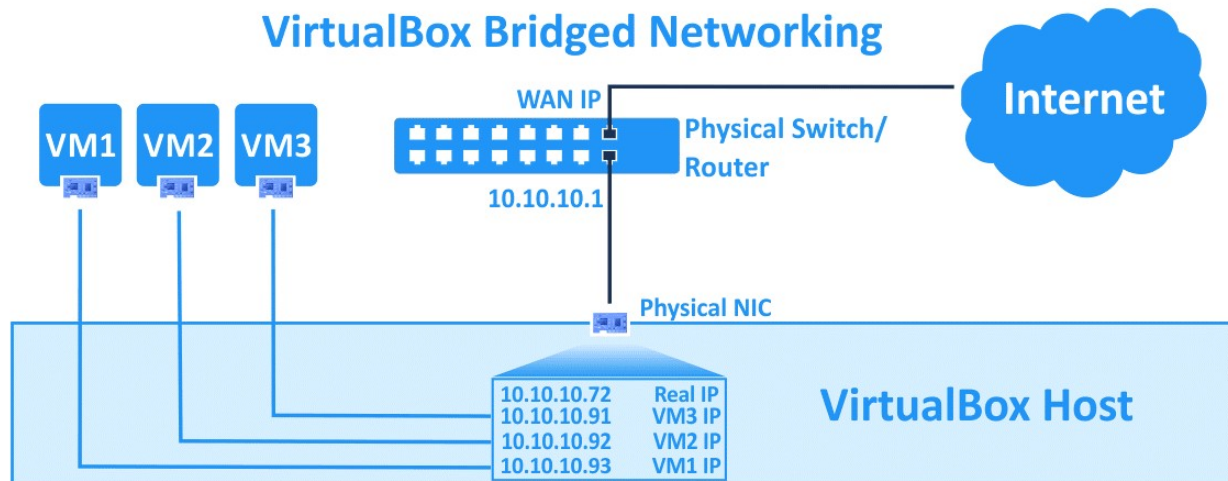 VirtualBox Bridged Networking
WAN IP
Internet
VM1 VM2 VM3
Physical Switch/
Router
10.10.10.1
Physical NIC
10.10.10.72 Real IP
10.10.10.91 VM3 IP
10.10.10.92 VM2 IP
10.10.10.93 VM1 IP
VirtualBox Host